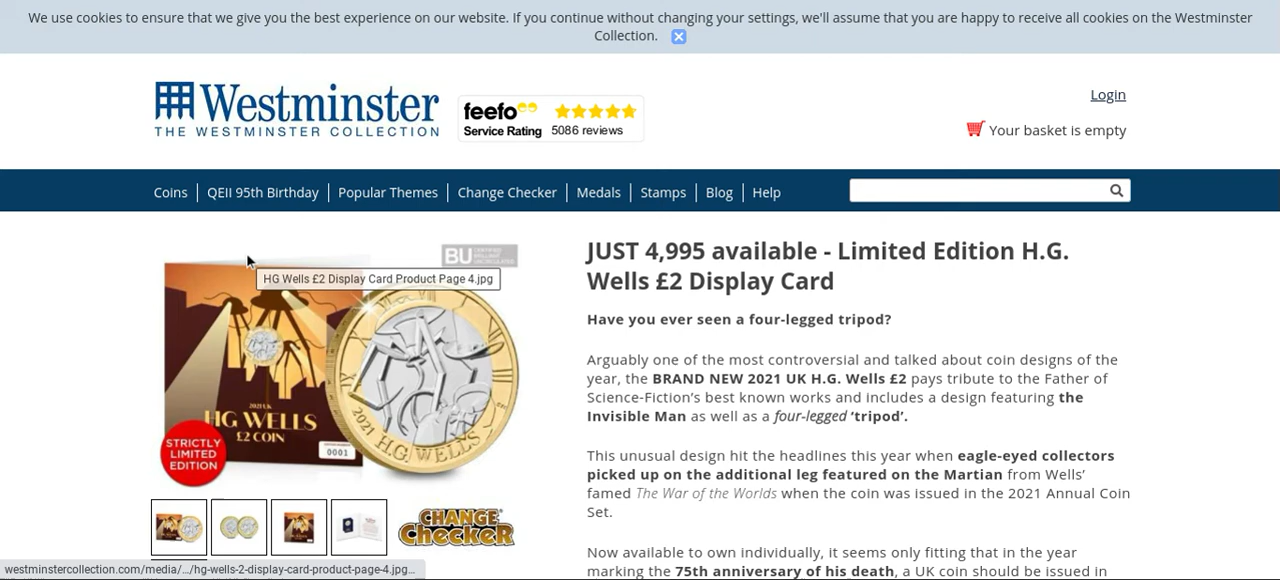 We use cookies to ensure that we give you the best experience on our website. If you continue without changing your settings, we'll assume that you are happy to receive all cookies on the Westminster
Collection.
Westminster
THE WESTMINSTER COLLECTION
feefo
Service Rating 5086 reviews
Login
Your basket is empty
Coins QEII 95th Birthday Popular Themes Change Checker Medals Stamps Blog Help
BU CERTIFIED BRILLIANT UNCIRCULATED
HG Wells £2 Display Card Product Page 4.jpg
2021 UK
HG WELLS
£2 COIN
0001
STRICTLY
LIMITED
EDITION
2021 HG WELLS
CHANGE
CHECKER
JUST 4,995 available - Limited Edition H.G.
Wells £2 Display Card
Have you ever seen a four-legged tripod?
Arguably one of the most controversial and talked about coin designs of the
year, the BRAND NEW 2021 UK H.G. Wells £2 pays tribute to the Father of
Science-Fiction’s best known works and includes a design featuring the
Invisible Man as well as a four-legged ‘tripod’.
This unusual design hit the headlines this year when eagle-eyed collectors
picked up on the additional leg featured on the Martian from Wells’
famed The War of the Worlds when the coin was issued in the 2021 Annual Coin
Set.
Now available to own individually, it seems only fitting that in the year
marking the 75th anniversary of his death, a UK coin should be issued in
westminstercollection.com/media/.../hg-wells-2-display-card-product-page-4.jpg...